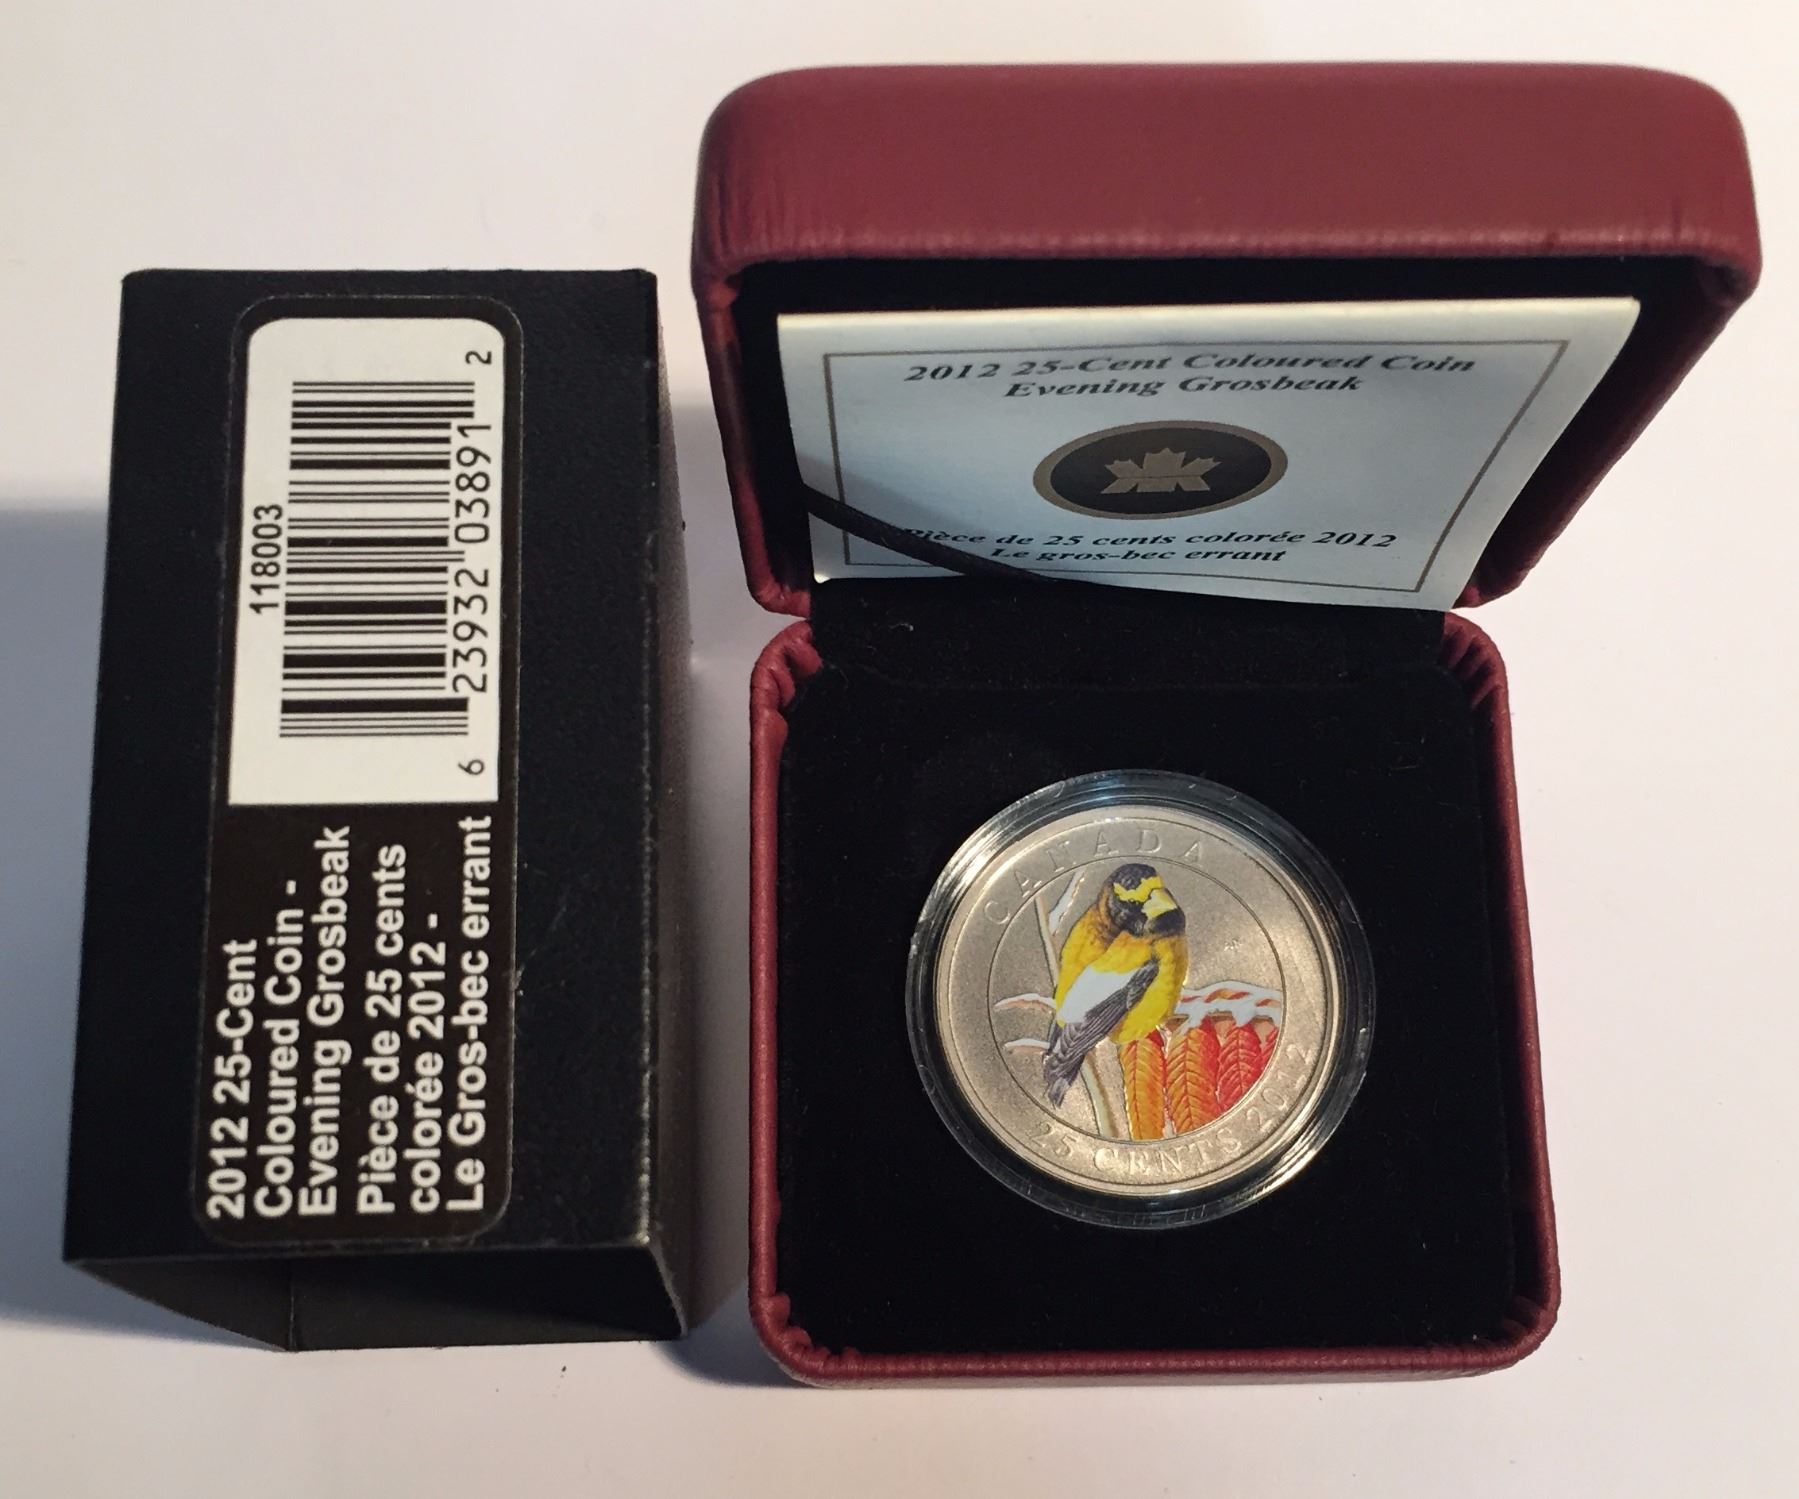 118003
6 23932 03891 2
2012 25-Cent
Coloured Coin -
Evening Grosbeak
Pièce de 25 cents
colorée 2012 -
Le Gros-bec errant
2012 25-Cent Coloured Coin
Evening Grosbeak
Pièce de 25 cents colorée 2012
Le gros-bec errant
CANADA
25 CENTS 2012